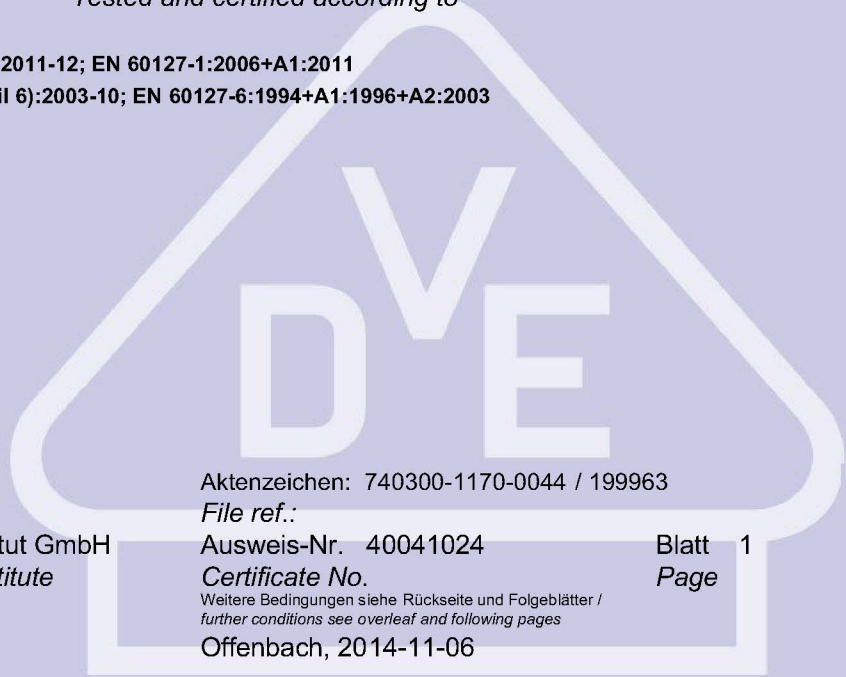 Tested and certified according to
2011-12; EN 60127-1:2006+A1:2011
il 6):2003-10; EN 60127-6:1994+A1:1996+A2:2003
VDE
Aktenzeichen: 740300-1170-0044 / 199963
File ref.:
tut GmbH Ausweis-Nr. 40041024 Blatt 1
titute Certificate No. Page
Weitere Bedingungen siehe Rückseite und Folgeblätter /
further conditions see overleaf and following pages
Offenbach, 2014-11-06